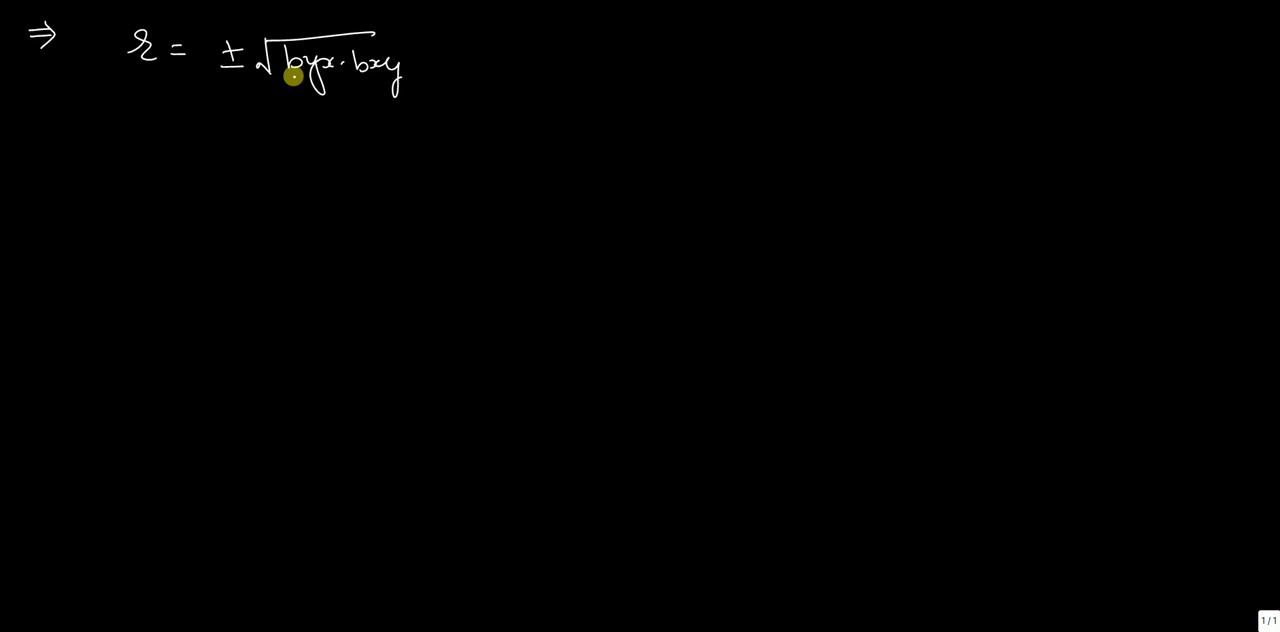 ⇒ r = ± √byx · bxy
1/1